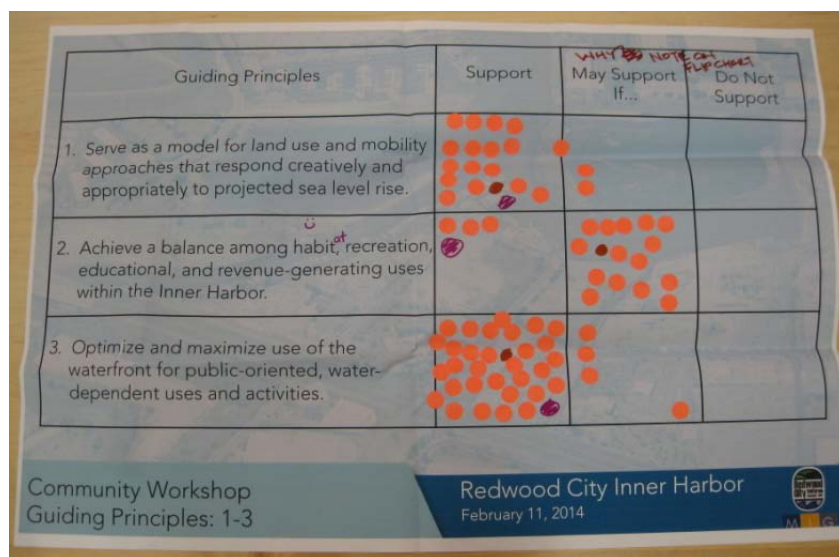 WHY NOTE ON
FLIPCHART
Guiding Principles
Support
May Support
If...
Do Not
Support
1. Serve as a model for land use and mobility
approaches that respond creatively and
appropriately to projected sea level rise.
2. Achieve a balance among habit,at recreation,
educational, and revenue-generating uses
within the Inner Harbor.
3. Optimize and maximize use of the
waterfront for public-oriented, water-
dependent uses and activities.
Community Workshop
Guiding Principles: 1-3
Redwood City Inner Harbor
February 11, 2014
Redwood
City
M I G